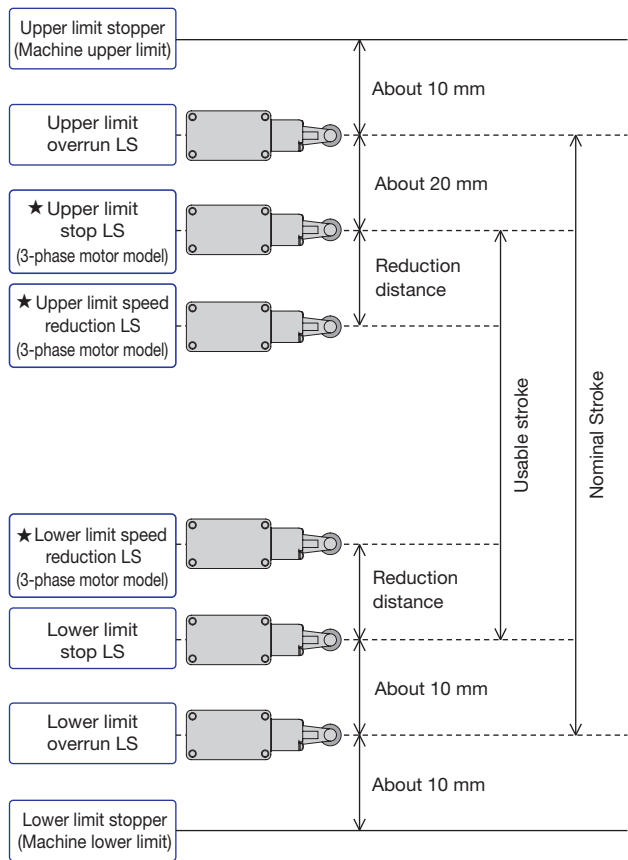 Upper limit stopper
(Machine upper limit)
About 10 mm
Upper limit
overrun LS
About 20 mm
★ Upper limit
stop LS
(3-phase motor model)
Reduction
distance
★ Upper limit speed
reduction LS
(3-phase motor model)
Usable stroke
Nominal Stroke
★ Lower limit speed
reduction LS
(3-phase motor model)
Reduction
distance
Lower limit
stop LS
About 10 mm
Lower limit
overrun LS
About 10 mm
Lower limit stopper
(Machine lower limit)